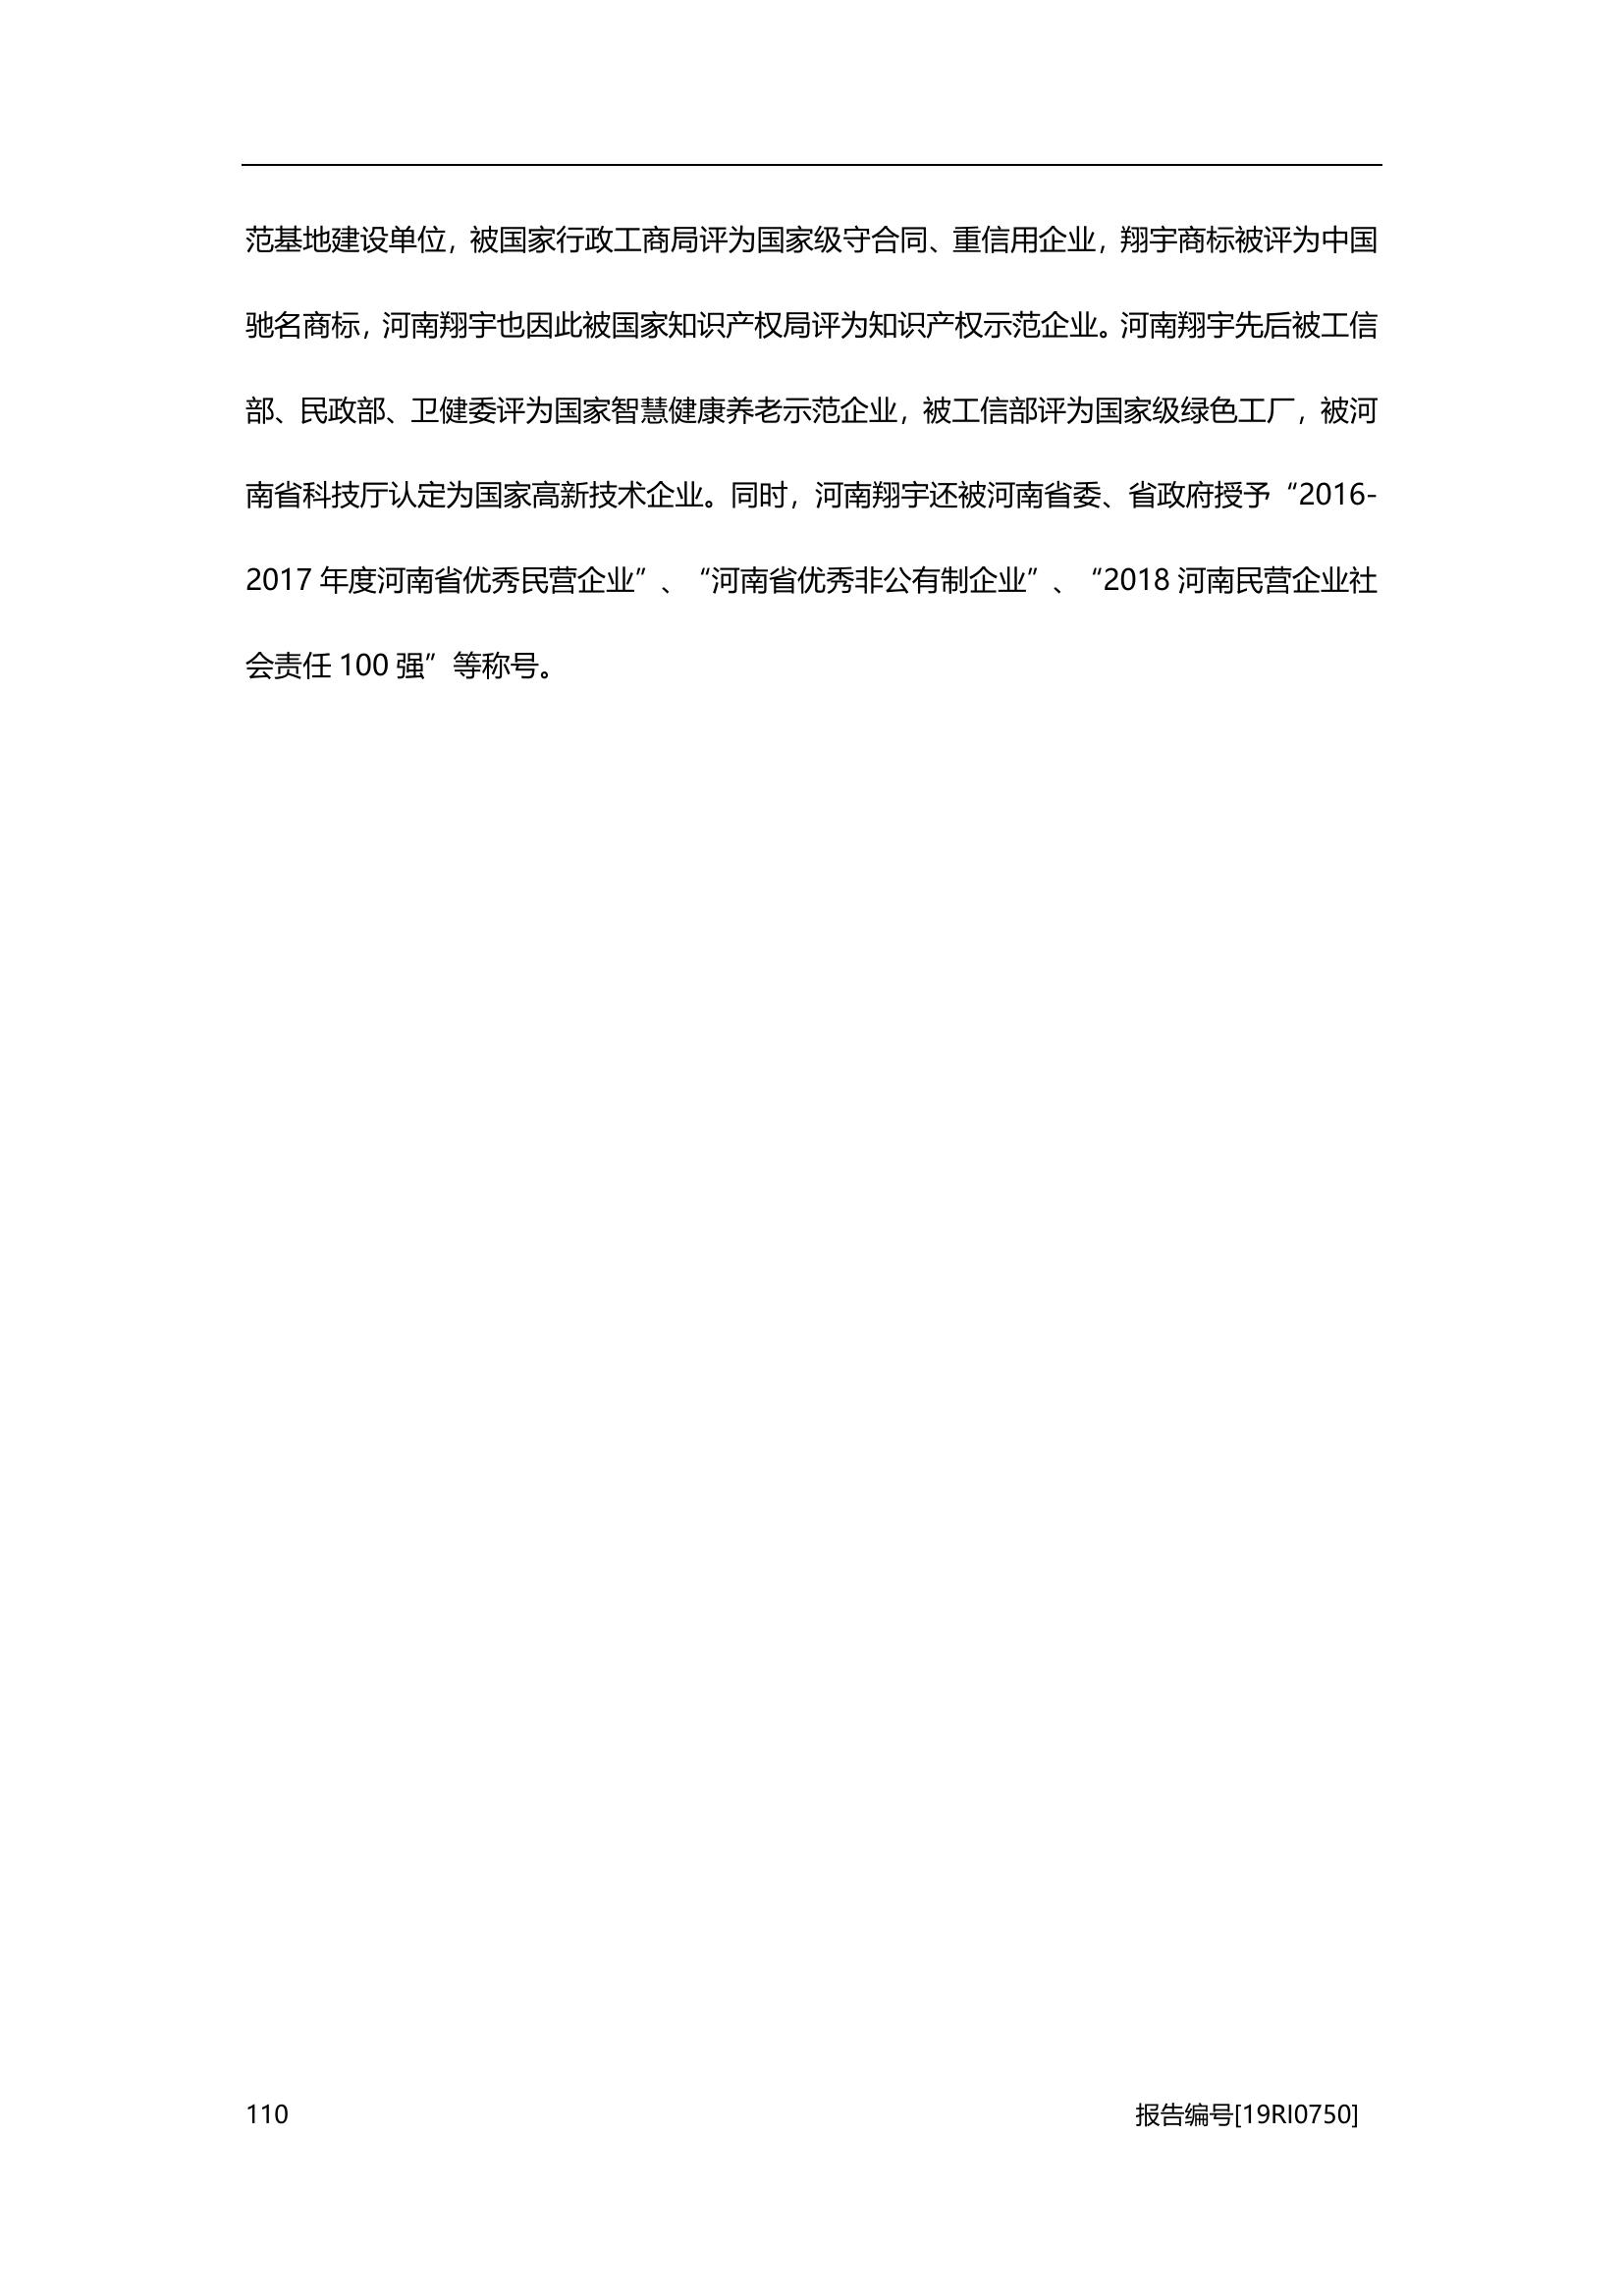 范基地建设单位，被国家行政工商局评为国家级守合同、重信用企业，翔宇商标被评为中国
驰名商标，河南翔宇也因此被国家知识产权局评为知识产权示范企业。河南翔宇先后被工信
部、民政部、卫健委评为国家智慧健康养老示范企业，被工信部评为国家级绿色工厂，被河
南省科技厅认定为国家高新技术企业。同时，河南翔宇还被河南省委、省政府授予“2016-
2017 年度河南省优秀民营企业”、“河南省优秀非公有制企业”、“2018 河南民营企业社
会责任 100 强”等称号。
110 报告编号[19RI0750]